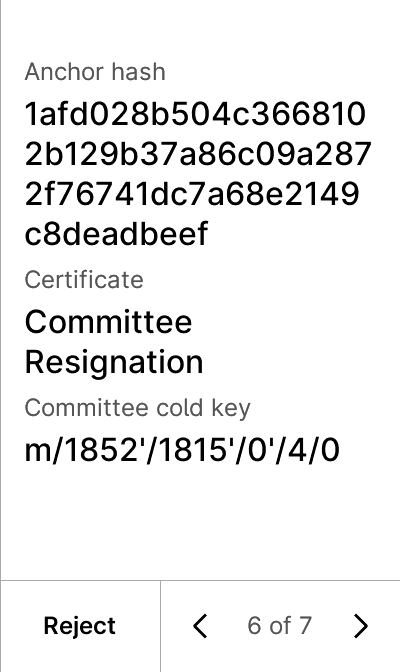 Anchor hash
1afd028b504c366810
2b129b37a86c09a287
2f76741dc7a68e2149
c8deadbeef
Certificate
Committee
Resignation
Committee cold key
m/1852'/1815'/0'/4/0
Reject
6 of 7